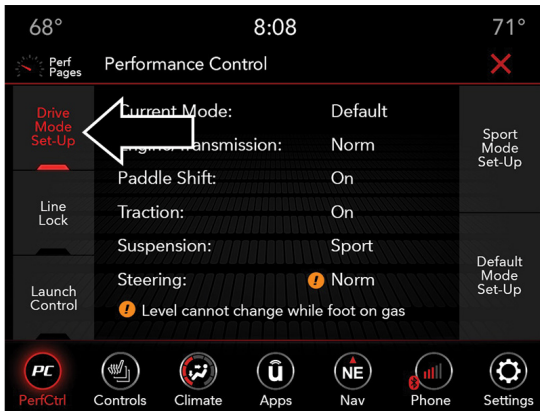 68°
8:08
71°
Perf
Pages
Performance Control
Drive
Mode
Set-Up
Line
Lock
Launch
Control
Current Mode: Default
Engine/Transmission: Norm
Paddle Shift: On
Traction: On
Suspension: Sport
Steering: ! Norm
! Level cannot change while foot on gas
Sport
Mode
Set-Up
Default
Mode
Set-Up
PC
PerfCtrl
Controls
Climate
û
Apps
NE
Nav
Phone
Settings